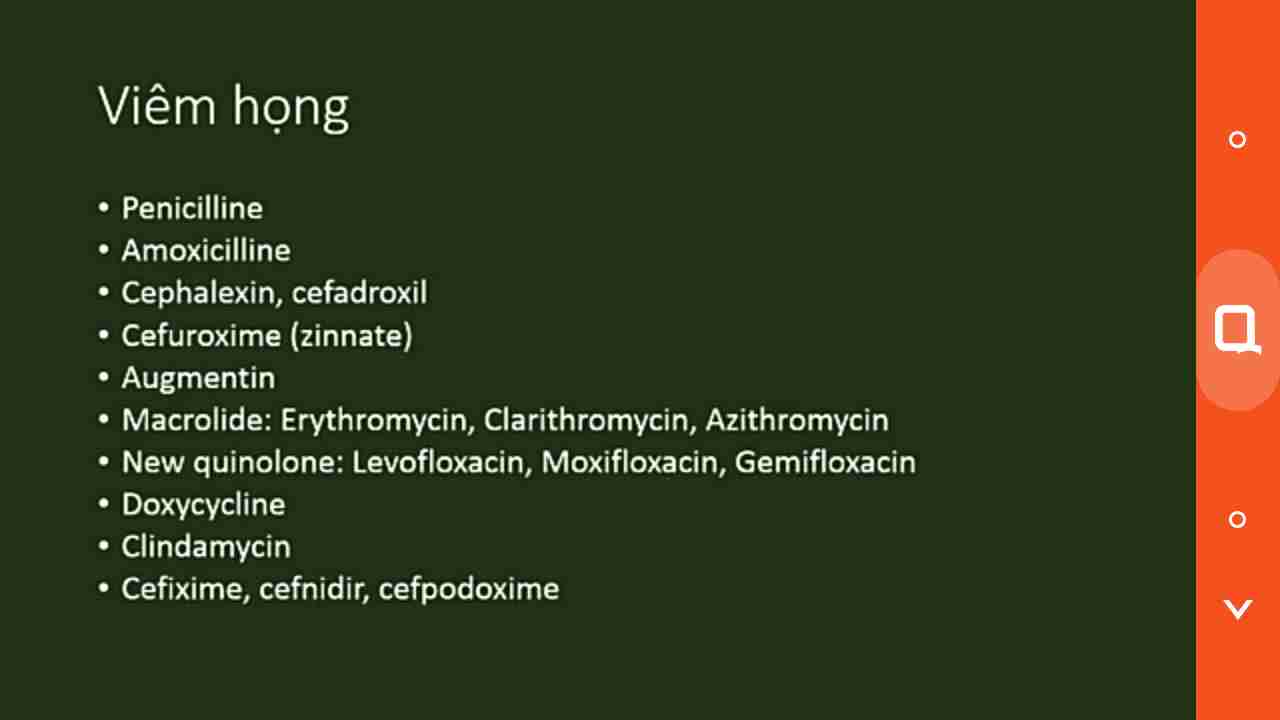 Viêm họng
• Penicilline
• Amoxicilline
• Cephalexin, cefadroxil
• Cefuroxime (zinnate)
• Augmentin
• Macrolide: Erythromycin, Clarithromycin, Azithromycin
• New quinolone: Levofloxacin, Moxifloxacin, Gemifloxacin
• Doxycycline
• Clindamycin
• Cefixime, cefnidir, cefpodoxime